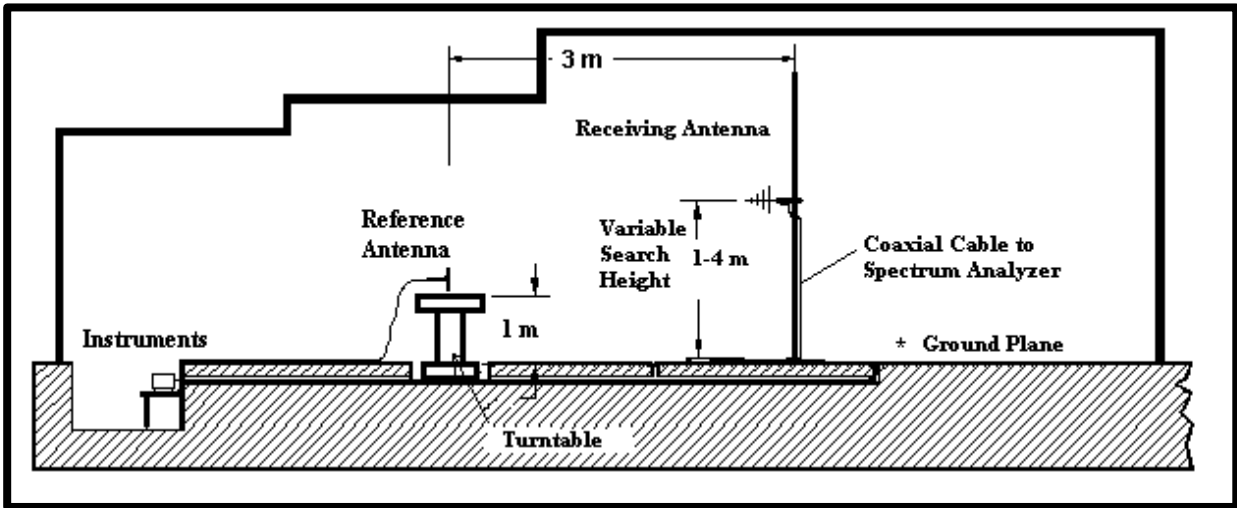 3 m
Receiving Antenna
Reference
Antenna
Variable
Search
Height
1-4 m
Coaxial Cable to
Spectrum Analyzer
1 m
Instruments
* Ground Plane
Turntable